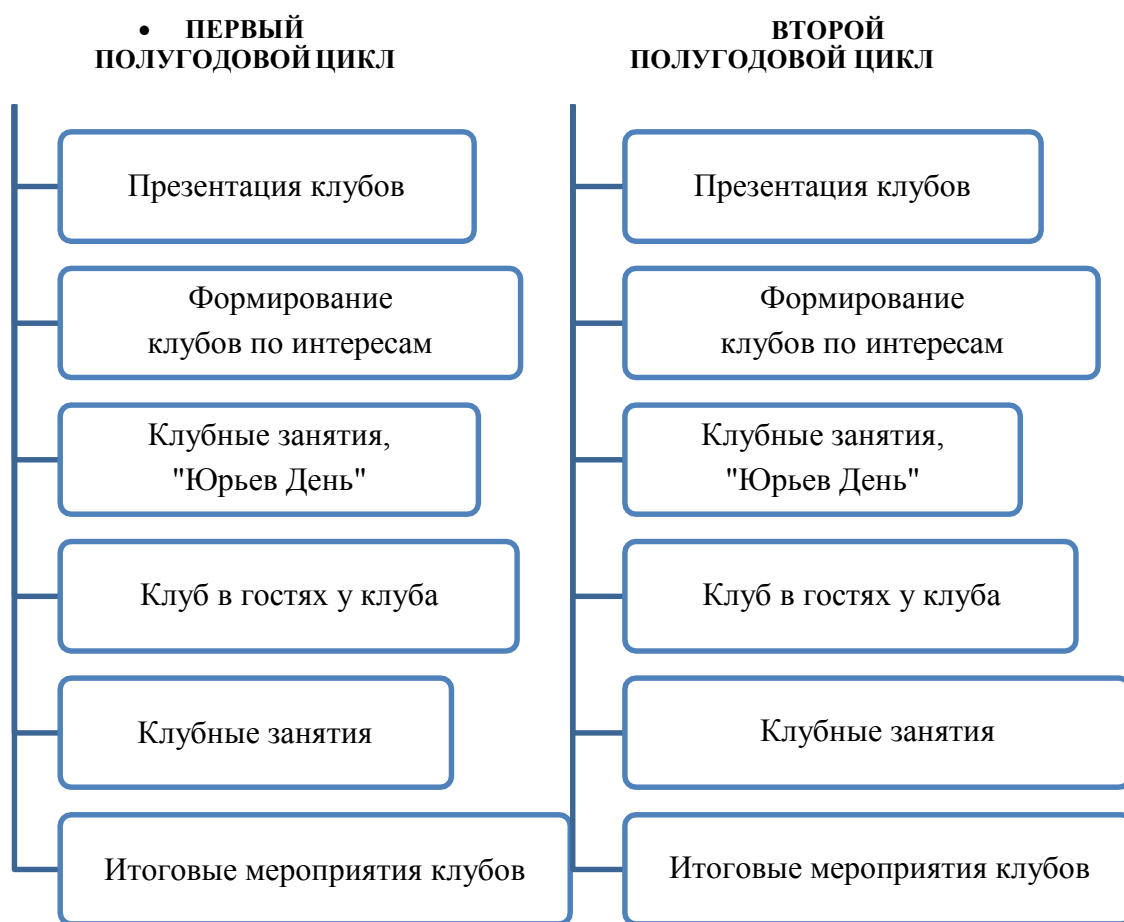 • ПЕРВЫЙ
ПОЛУГОДОВОЙ ЦИКЛ
Презентация клубов
Формирование
клубов по интересам
Клубные занятия,
"Юрьев День"
Клуб в гостях у клуба
Клубные занятия
Итоговые мероприятия клубов
ВТОРОЙ
ПОЛУГОДОВОЙ ЦИКЛ
Презентация клубов
Формирование
клубов по интересам
Клубные занятия,
"Юрьев День"
Клуб в гостях у клуба
Клубные занятия
Итоговые мероприятия клубов